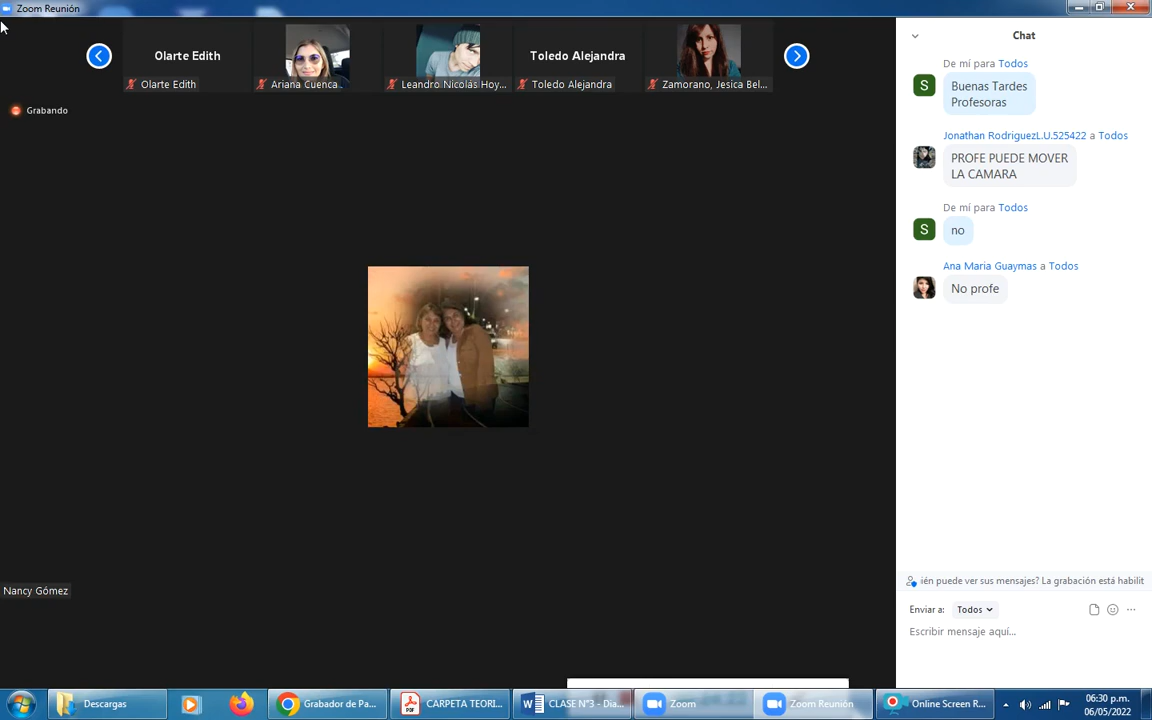 Zoom Reunión
Olarte Edith
Toledo Alejandra
Olarte Edith
Ariana Cuenca
Leandro Nicolas Hoy...
Toledo Alejandra
Zamorano, Jesica Bel...
Grabando
Nancy Gómez
Chat
De mí para Todos
S
Buenas Tardes
Profesoras
Jonathan RodriguezL.U.525422 a Todos
PROFE PUEDE MOVER
LA CAMARA
De mí para Todos
S
no
Ana Maria Guaymas a Todos
No profe
ién puede ver sus mensajes? La grabación está habilit
Enviar a: Todos
Escribir mensaje aquí...
Descargas
Grabador de Pa...
PDF
CARPETA TEORI...
CLASE N°3 - Dia...
Zoom
Zoom Reunión
Online Screen R...
06:30 p.m.
06/05/2022